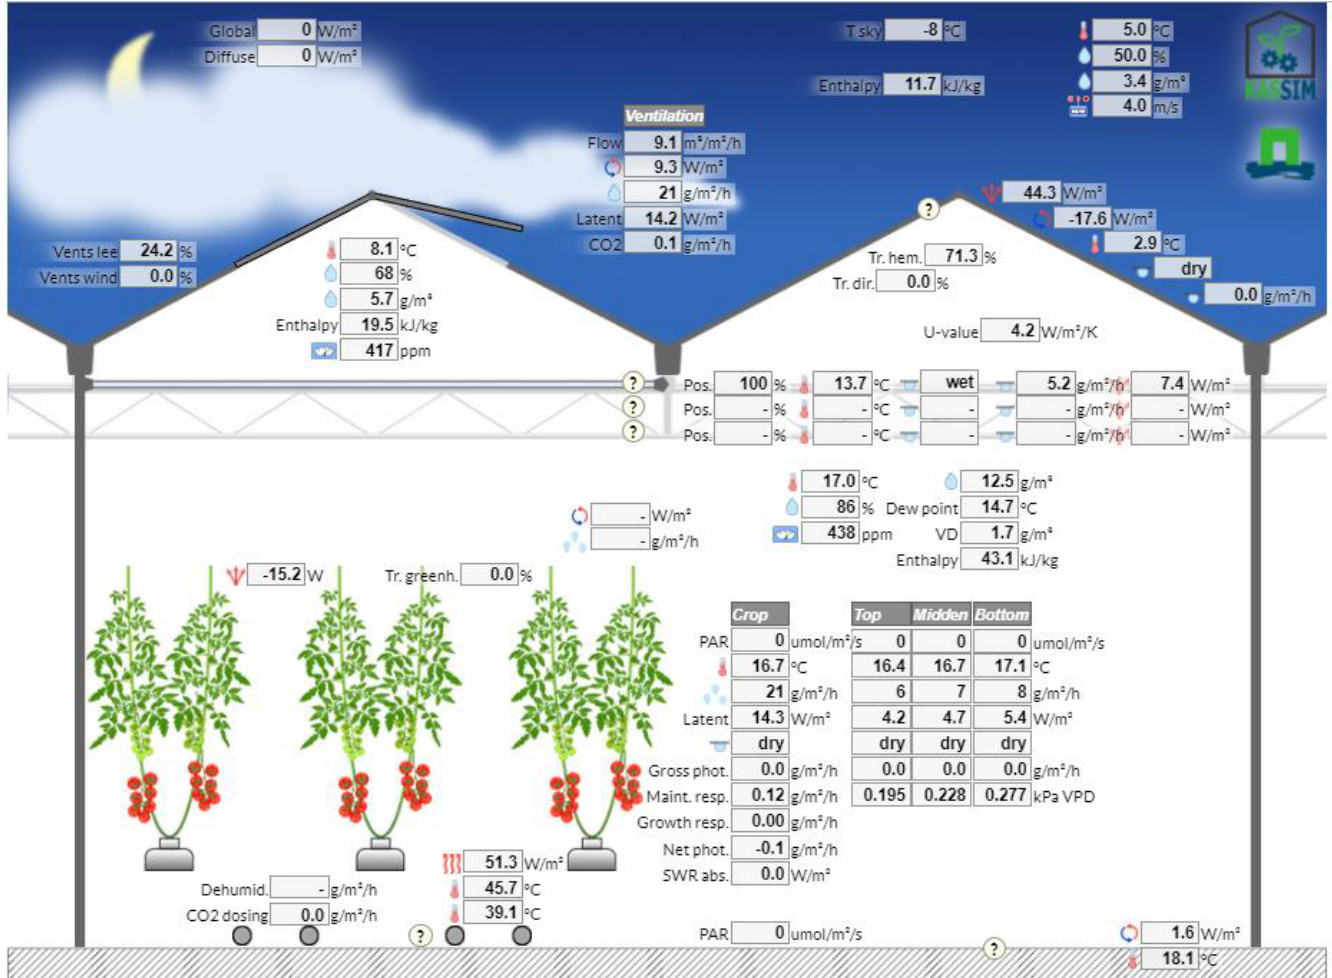 Global 0 W/m²
Diffuse 0 W/m²
T sky -8 °C
Enthalpy 11.7 kJ/kg
5.0 °C
50.0 %
3.4 g/m³
4.0 m/s
KASSIM
Ventilation
Flow 9.1 m³/m²/h
9.3 W/m²
21 g/m²/h
Latent 14.2 W/m²
CO2 0.1 g/m²/h
Vents lee 24.2 %
Vents wind 0.0 %
8.1 °C
68 %
5.7 g/m³
Enthalpy 19.5 kJ/kg
417 ppm
?
44.3 W/m²
-17.6 W/m²
2.9 °C
dry
0.0 g/m²/h
Tr. hem. 71.3 %
Tr. dir. 0.0 %
U-value 4.2 W/m²/K
? Pos. 100 % 13.7 °C wet 5.2 g/m²/h 7.4 W/m²
? Pos. - % - °C - - g/m²/h - W/m²
? Pos. - % - °C - - g/m²/h - W/m²
17.0 °C 12.5 g/m³
86 % Dew point 14.7 °C
438 ppm VD 1.7 g/m³
Enthalpy 43.1 kJ/kg
- W/m²
- g/m²/h
-15.2 W
Tr. greenh. 0.0 %
Crop Top Midden Bottom
PAR 0 umol/m²/s 0 0 0 umol/m²/s
16.7 °C 16.4 16.7 17.1 °C
21 g/m²/h 6 7 8 g/m²/h
Latent 14.3 W/m² 4.2 4.7 5.4 W/m²
dry dry dry dry
Gross phot. 0.0 g/m²/h 0.0 0.0 0.0 g/m²/h
Maint. resp. 0.12 g/m²/h 0.195 0.228 0.277 kPa VPD
Growth resp. 0.00 g/m²/h
Net phot. -0.1 g/m²/h
SWR abs. 0.0 W/m²
51.3 W/m²
45.7 °C
39.1 °C
Dehumid. - g/m²/h
CO2 dosing 0.0 g/m²/h
?
PAR 0 umol/m²/s
?
1.6 W/m²
18.1 °C